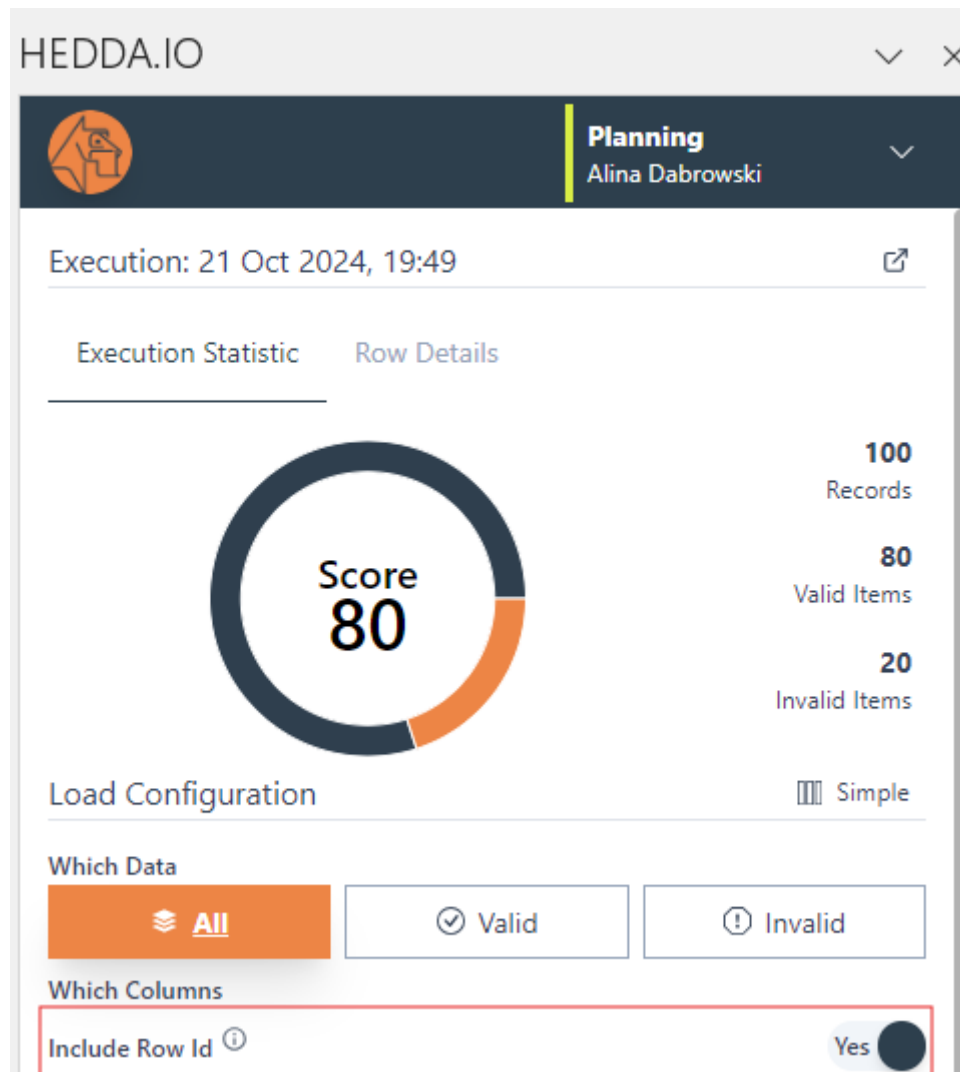 HEDDA.IO
Planning
Alina Dabrowski
Execution: 21 Oct 2024, 19:49
Execution Statistic Row Details
100
Records
80
Valid Items
20
Invalid Items
Score
80
Load Configuration Simple
Which Data
All Valid Invalid
Which Columns
Include Row Id Yes